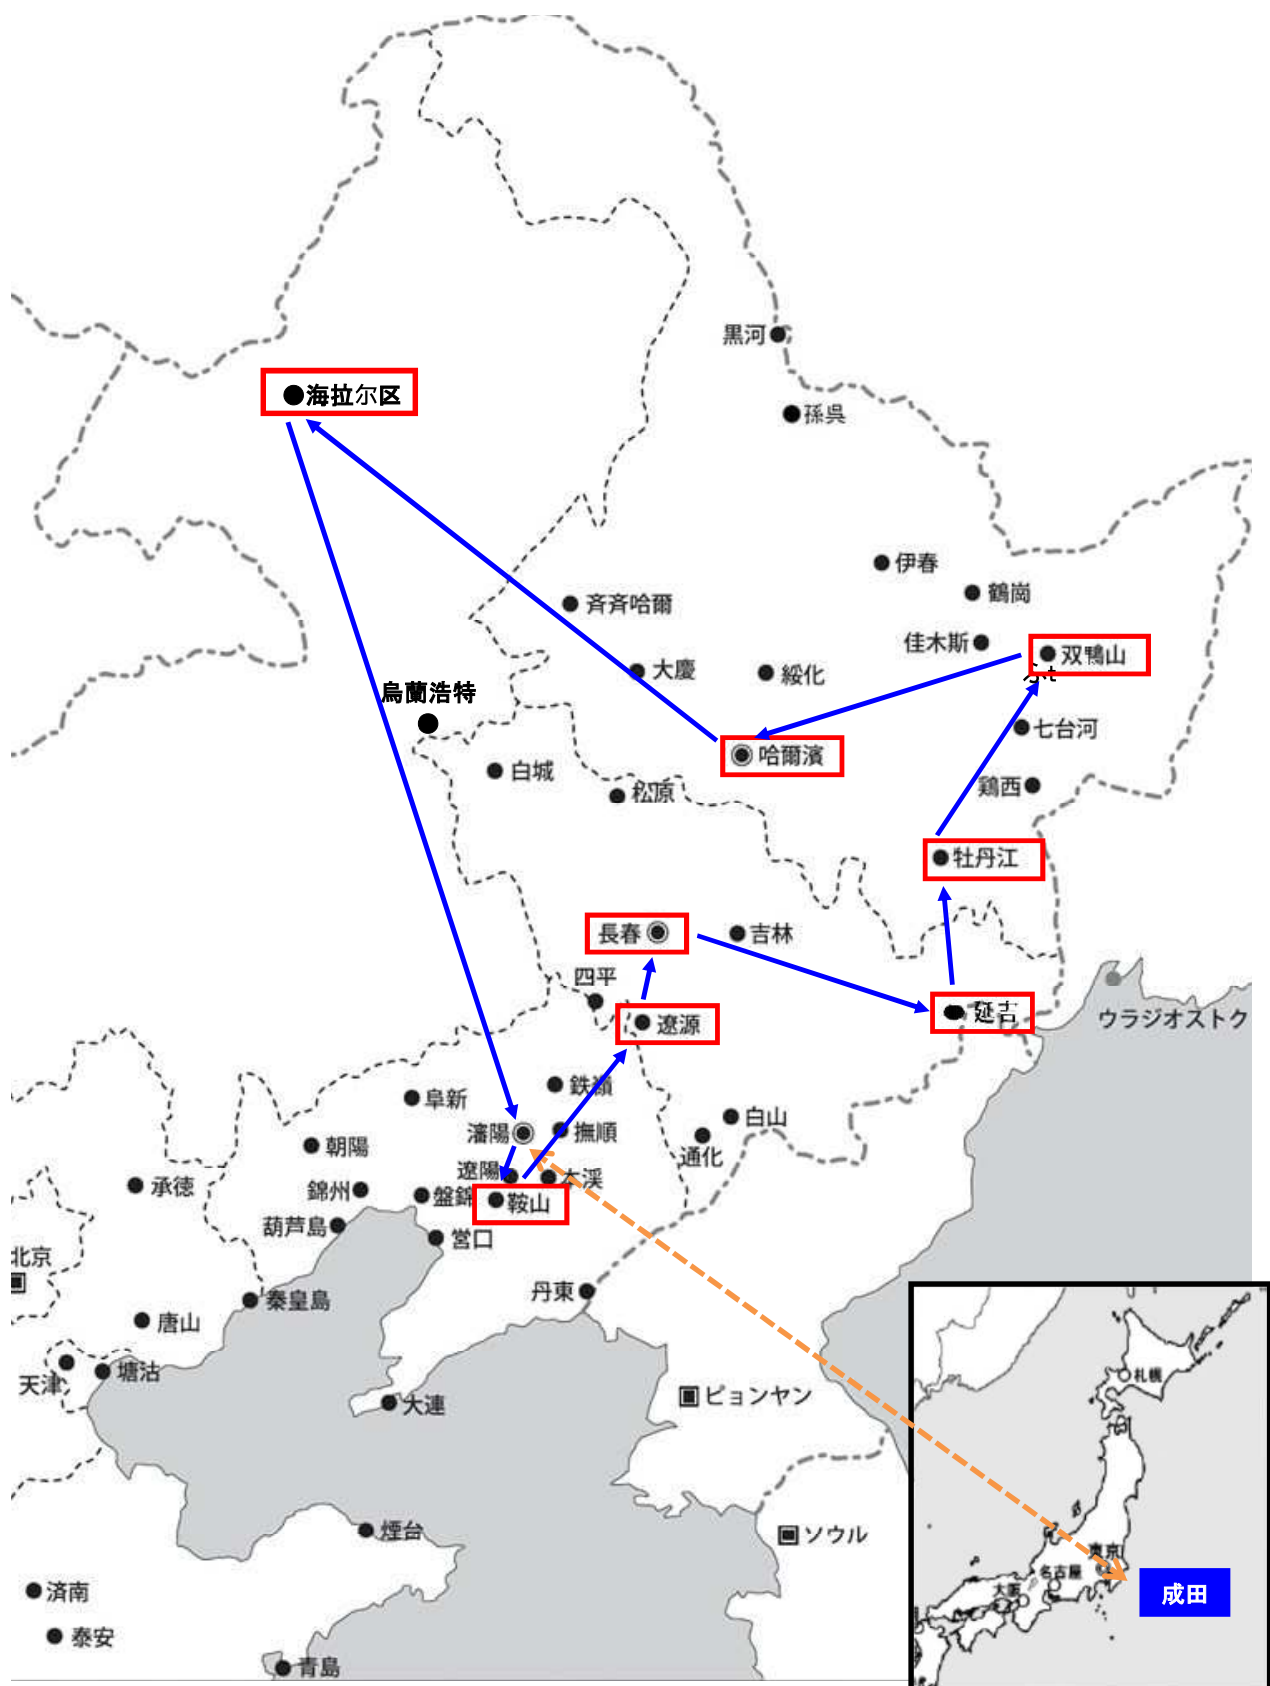 黒河
海拉尔区
孫呉
伊春
鶴崗
斉斉哈爾
佳木斯
双鴨山
大慶
綏化
烏蘭浩特
七台河
哈爾濱
白城
鶏西
松原
牡丹江
長春
吉林
四平
延吉
ウラジオストク
遼源
鉄嶺
阜新
白山
瀋陽
撫順
朝陽
通化
遼陽
本渓
承徳
錦州
盤錦
鞍山
葫芦島
営口
北京
丹東
秦皇島
唐山
天津
塘沽
札幌
ピョンヤン
大連
煙台
ソウル
東京
名古屋
大阪
成田
済南
泰安
青島